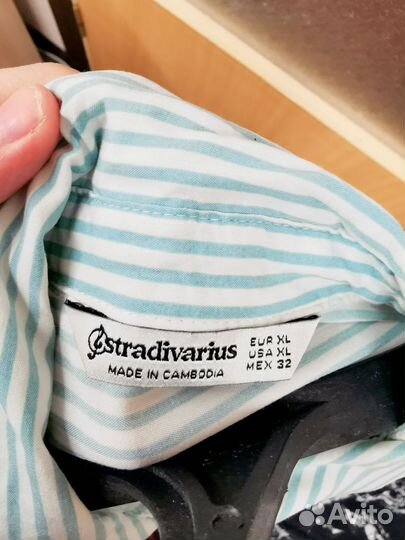 stradivarius
MADE IN CAMBODIA
EUR XL
USA XL
MEX 32
Avito